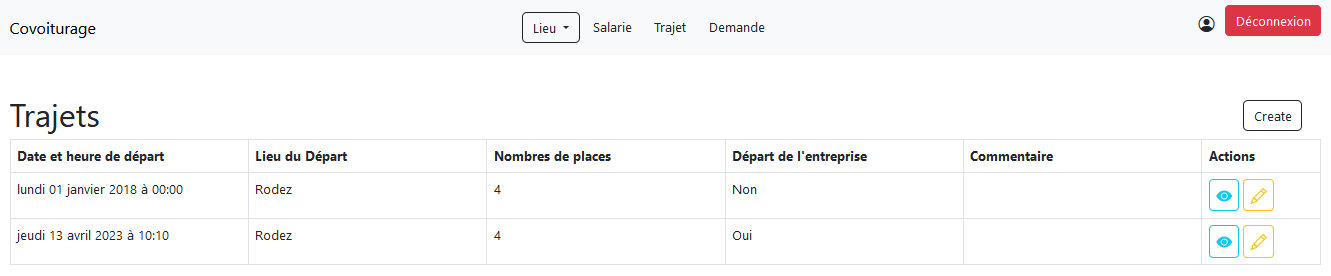 Covoiturage Lieu Salarie Trajet Demande Déconnexion
Trajets Create
Date et heure de départ Lieu du Départ Nombres de places Départ de l'entreprise Commentaire Actions
lundi 01 janvier 2018 à 00:00 Rodez 4 Non
jeudi 13 avril 2023 à 10:10 Rodez 4 Oui